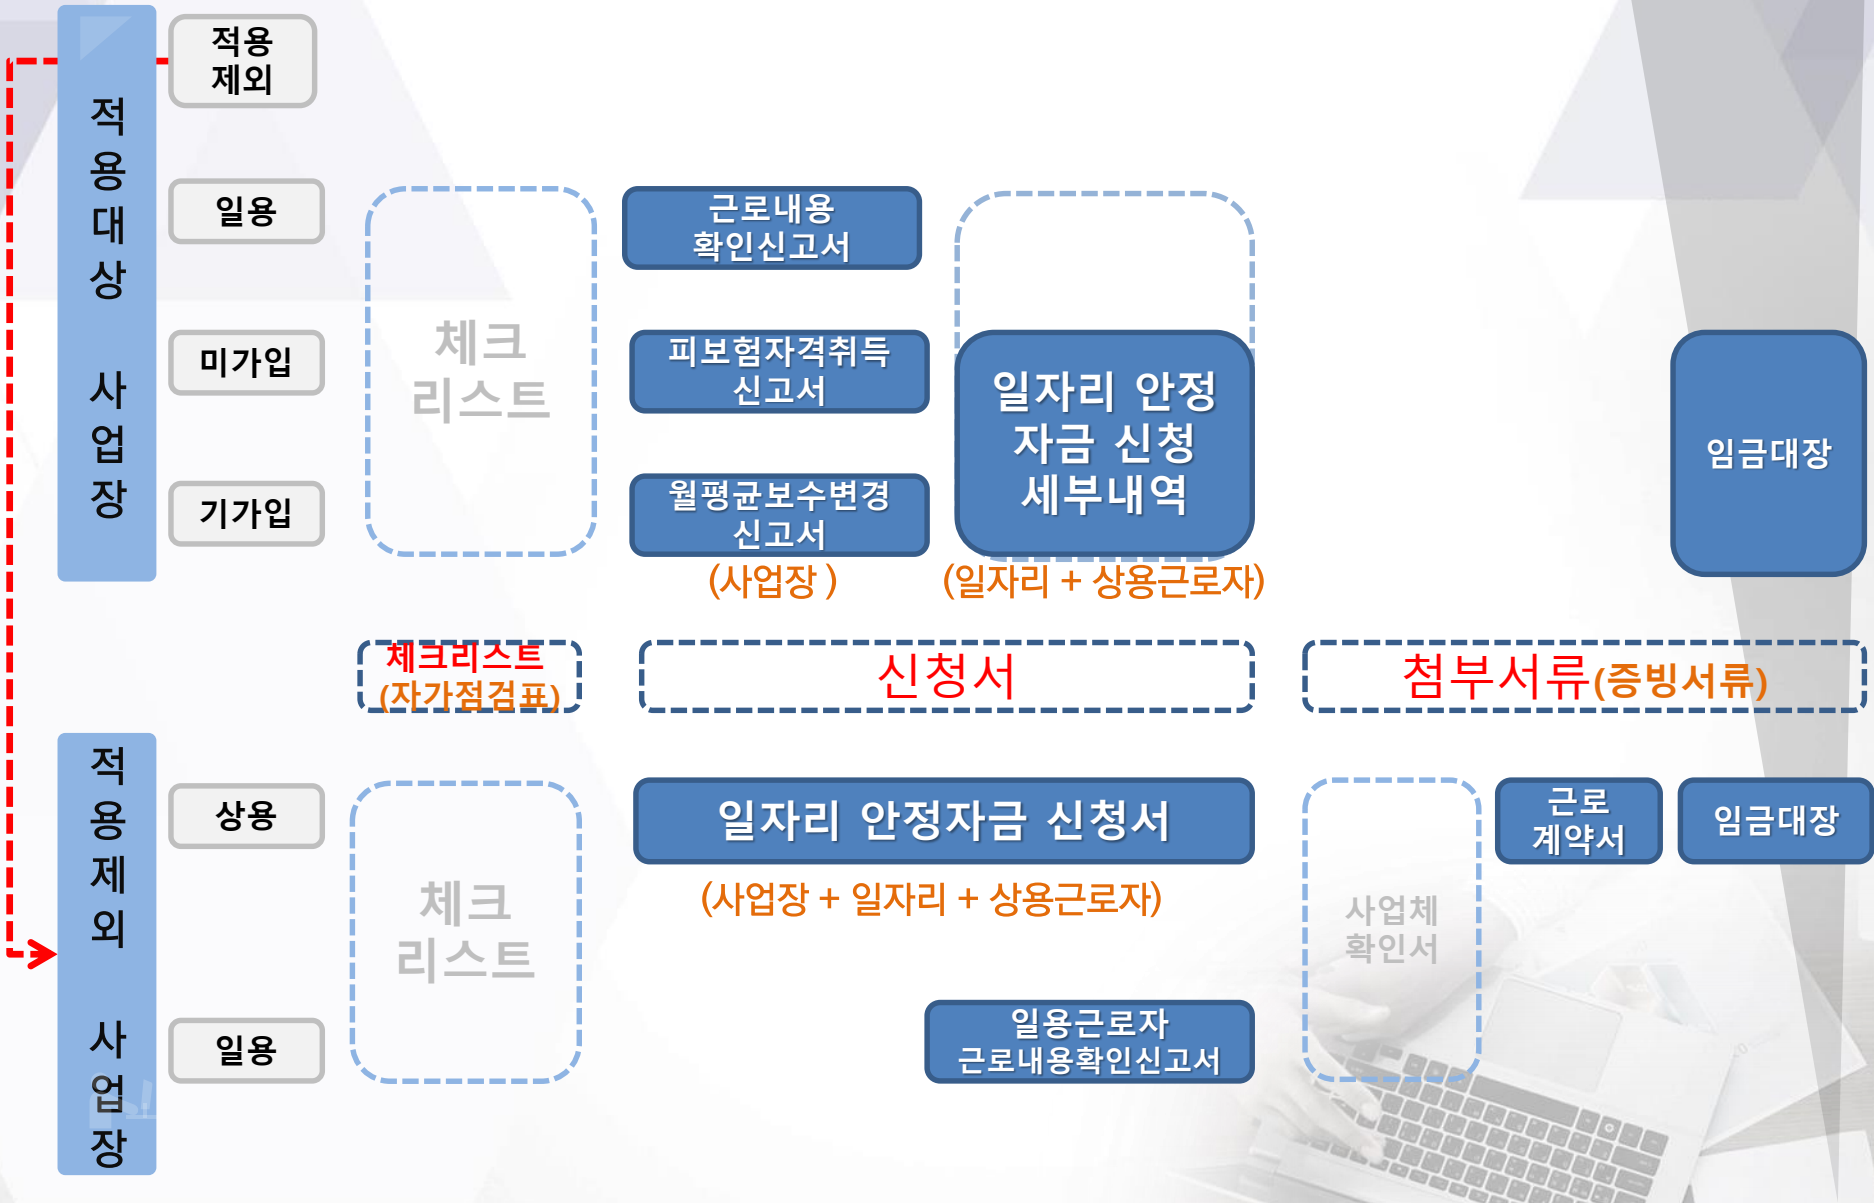 적용대상 사업장
적용
제외
일용
미가입
기가입
체크
리스트
근로내용
확인신고서
피보험자격취득
신고서
월평균보수변경
신고서
(사업장 )
일자리 안정
자금 신청
세부내역
(일자리 + 상용근로자)
임금대장
체크리스트
(자가점검표)
신청서
첨부서류(증빙서류)
적용제외 사업장
상용
일용
체크
리스트
일자리 안정자금 신청서
(사업장 + 일자리 + 상용근로자)
일용근로자
근로내용확인신고서
사업체
확인서
근로
계약서
임금대장